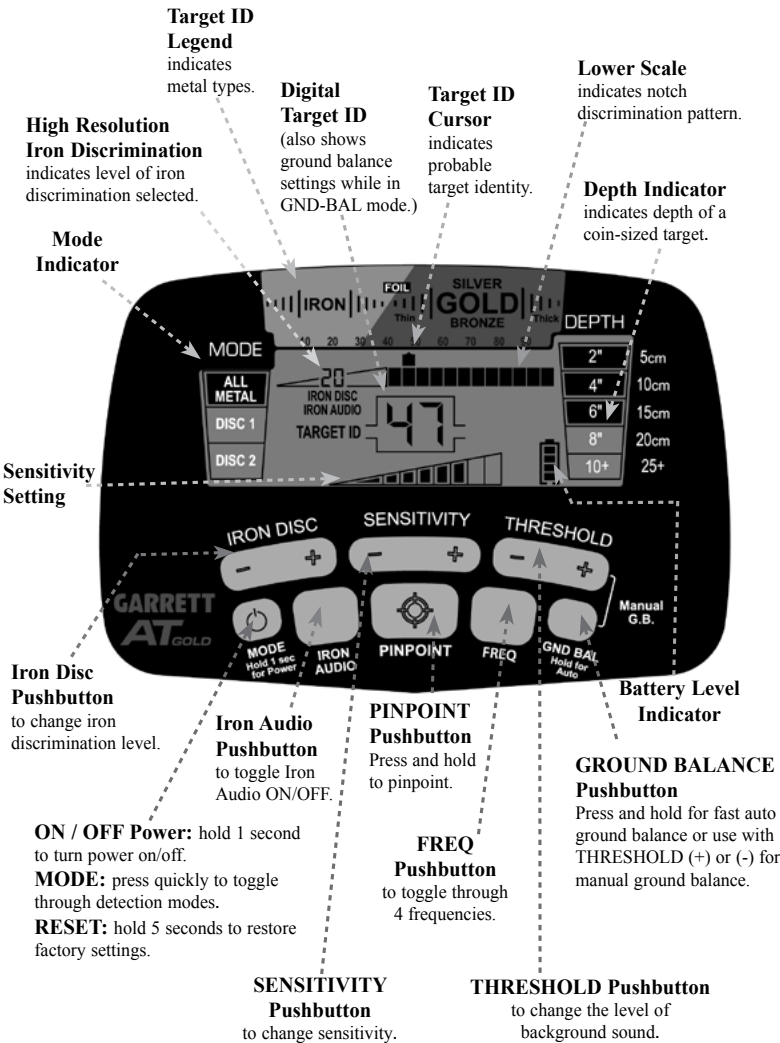 Target ID
Legend
indicates
metal types.
Digital
Target ID
(also shows
ground balance
settings while in
GND-BAL mode.)
Target ID
Cursor
indicates
probable
target identity.
Lower Scale
indicates notch
discrimination pattern.
High Resolution
Iron Discrimination
indicates level of iron
discrimination selected.
Depth Indicator
indicates depth of a
coin-sized target.
Mode
Indicator
IRON
FOIL
Thin
SILVER
GOLD
BRONZE
Thick
10 20 30 40 50 60 70 80 90
MODE
ALL
METAL
DISC 1
DISC 2
20
IRON DISC
IRON AUDIO
TARGET ID
47
DEPTH
2" 5cm
4" 10cm
6" 15cm
8" 20cm
10+ 25+
Sensitivity
Setting
IRON DISC
- +
SENSITIVITY
- +
THRESHOLD
- +
GARRETT
AT GOLD
MODE
Hold 1 sec
for Power
IRON
AUDIO
PINPOINT
FREQ
GND BAL
Hold for
Auto
Manual
G.B.
Iron Disc
Pushbutton
to change iron
discrimination level.
Iron Audio
Pushbutton
to toggle Iron
Audio ON/OFF.
PINPOINT
Pushbutton
Press and hold
to pinpoint.
Battery Level
Indicator
GROUND BALANCE
Pushbutton
Press and hold for fast auto
ground balance or use with
THRESHOLD (+) or (-) for
manual ground balance.
ON / OFF Power: hold 1 second
to turn power on/off.
MODE: press quickly to toggle
through detection modes.
RESET: hold 5 seconds to restore
factory settings.
FREQ
Pushbutton
to toggle through
4 frequencies.
SENSITIVITY
Pushbutton
to change sensitivity.
THRESHOLD Pushbutton
to change the level of
background sound.